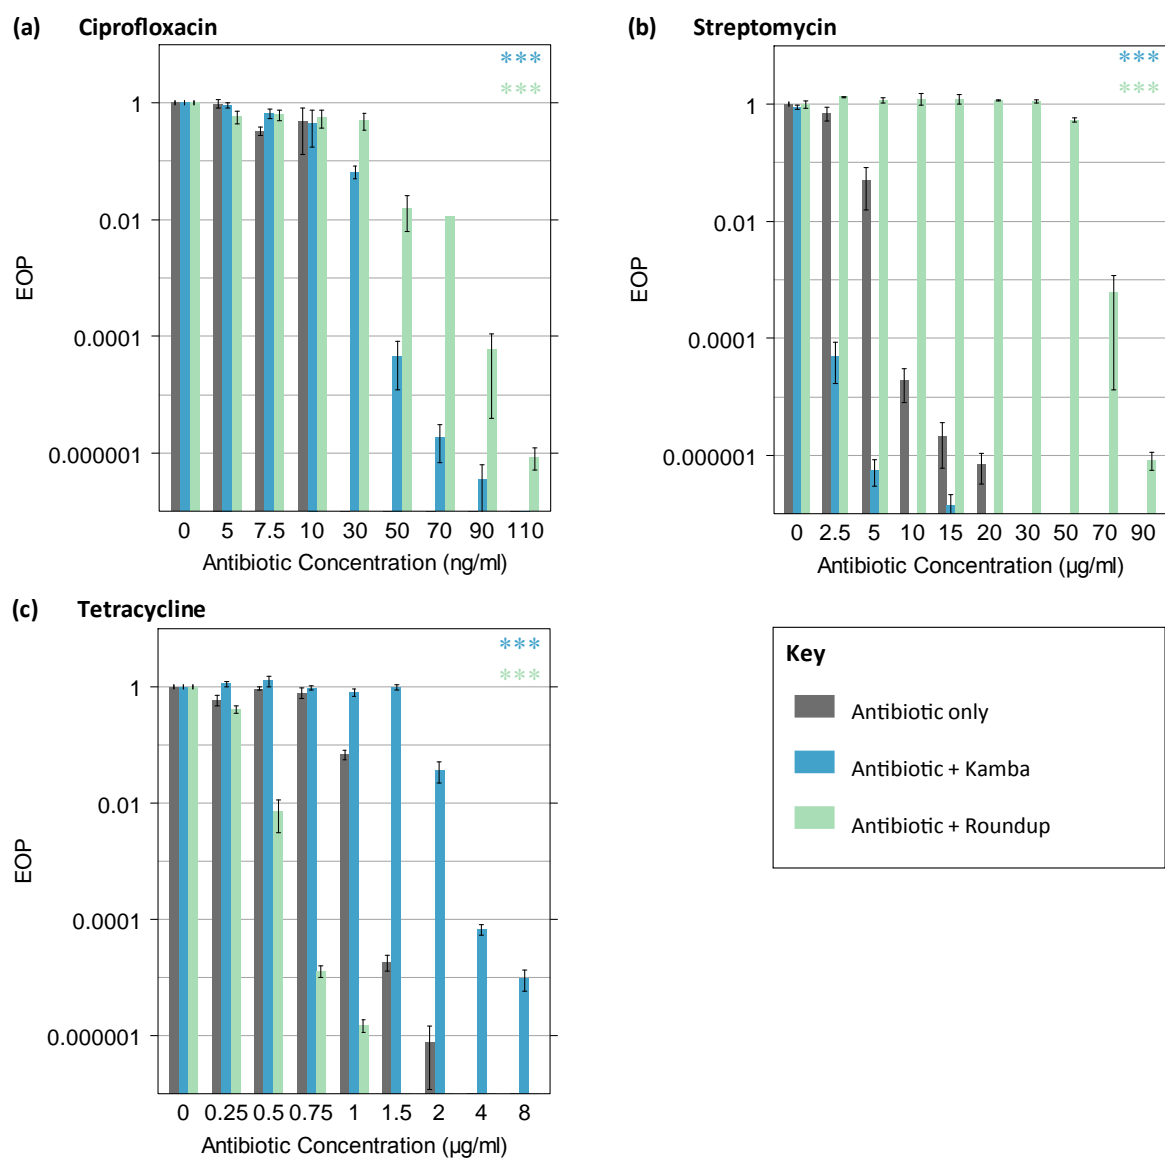 (a) Ciprofloxacin
***
***
1
0.01
0.0001
0.000001
EOP
0 5 7.5 10 30 50 70 90 110
Antibiotic Concentration (ng/ml)
(b) Streptomycin
***
***
1
0.01
0.0001
0.000001
EOP
0 2.5 5 10 15 20 30 50 70 90
Antibiotic Concentration (µg/ml)
(c) Tetracycline
***
***
1
0.01
0.0001
0.000001
EOP
0 0.25 0.5 0.75 1 1.5 2 4 8
Antibiotic Concentration (µg/ml)
Key
Antibiotic only
Antibiotic + Kamba
Antibiotic + Roundup